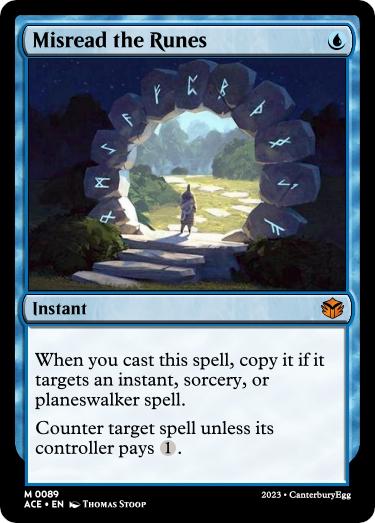 Misread the Runes
Instant
When you cast this spell, copy it if it
targets an instant, sorcery, or
planeswalker spell.
Counter target spell unless its
controller pays 1.
M 0089
ACE • EN Thomas Stoop
2023 • CanterburyEgg